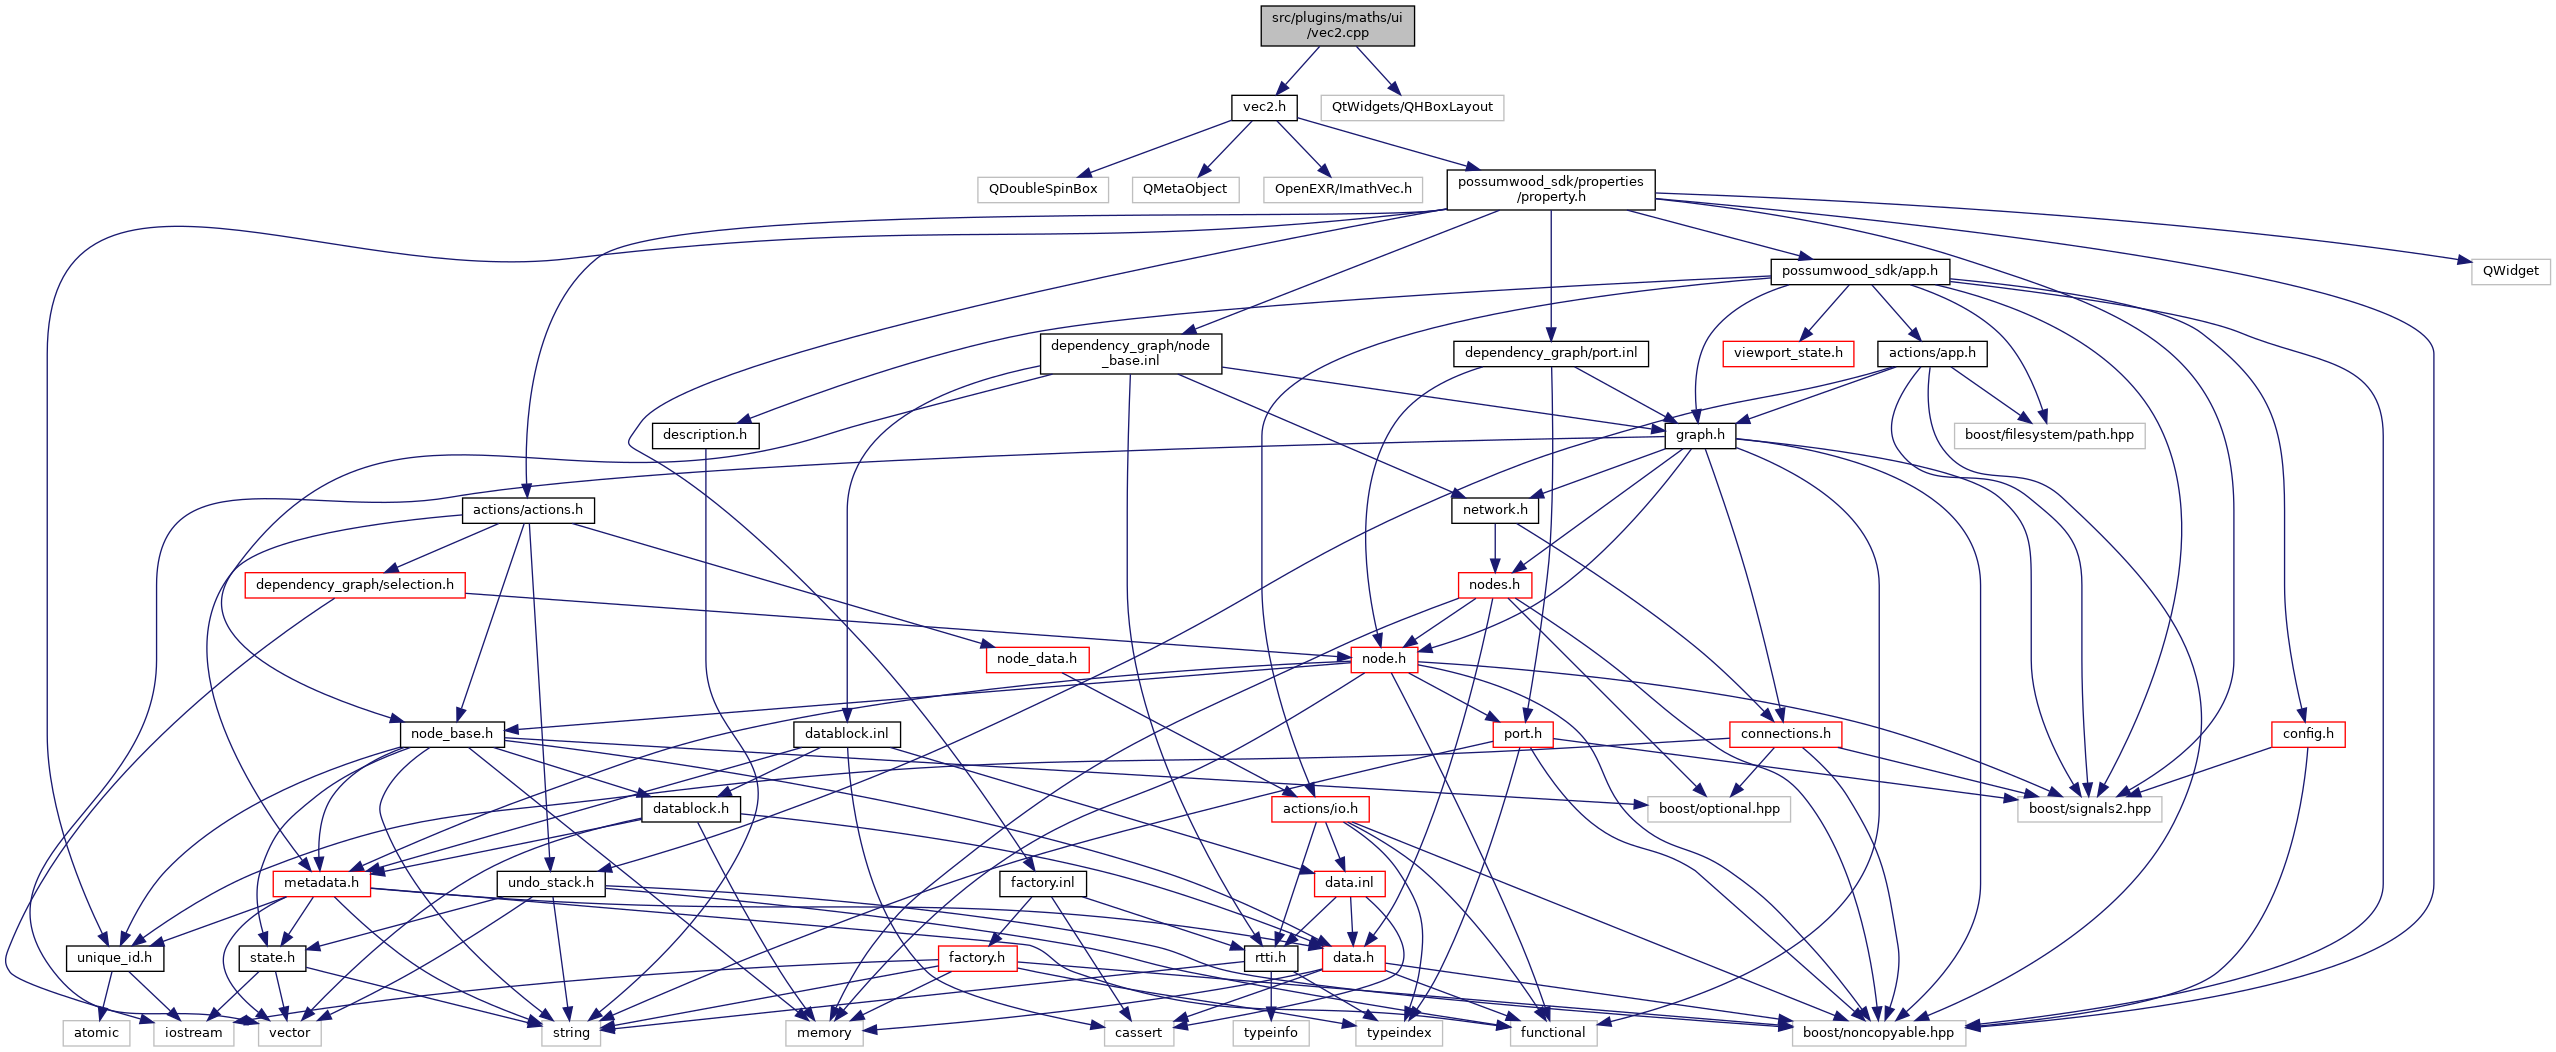 src/plugins/maths/ui
/vec2.cpp
vec2.h
QtWidgets/QHBoxLayout
QDoubleSpinBox
QMetaObject
OpenEXR/ImathVec.h
possumwood_sdk/properties
/property.h
possumwood_sdk/app.h
QWidget
dependency_graph/node
_base.inl
dependency_graph/port.inl
viewport_state.h
actions/app.h
description.h
graph.h
boost/filesystem/path.hpp
actions/actions.h
network.h
dependency_graph/selection.h
nodes.h
node_data.h
node.h
node_base.h
datablock.inl
port.h
connections.h
config.h
datablock.h
actions/io.h
boost/optional.hpp
boost/signals2.hpp
metadata.h
undo_stack.h
factory.inl
data.inl
unique_id.h
state.h
factory.h
rtti.h
data.h
atomic
iostream
vector
string
memory
cassert
typeinfo
typeindex
functional
boost/noncopyable.hpp